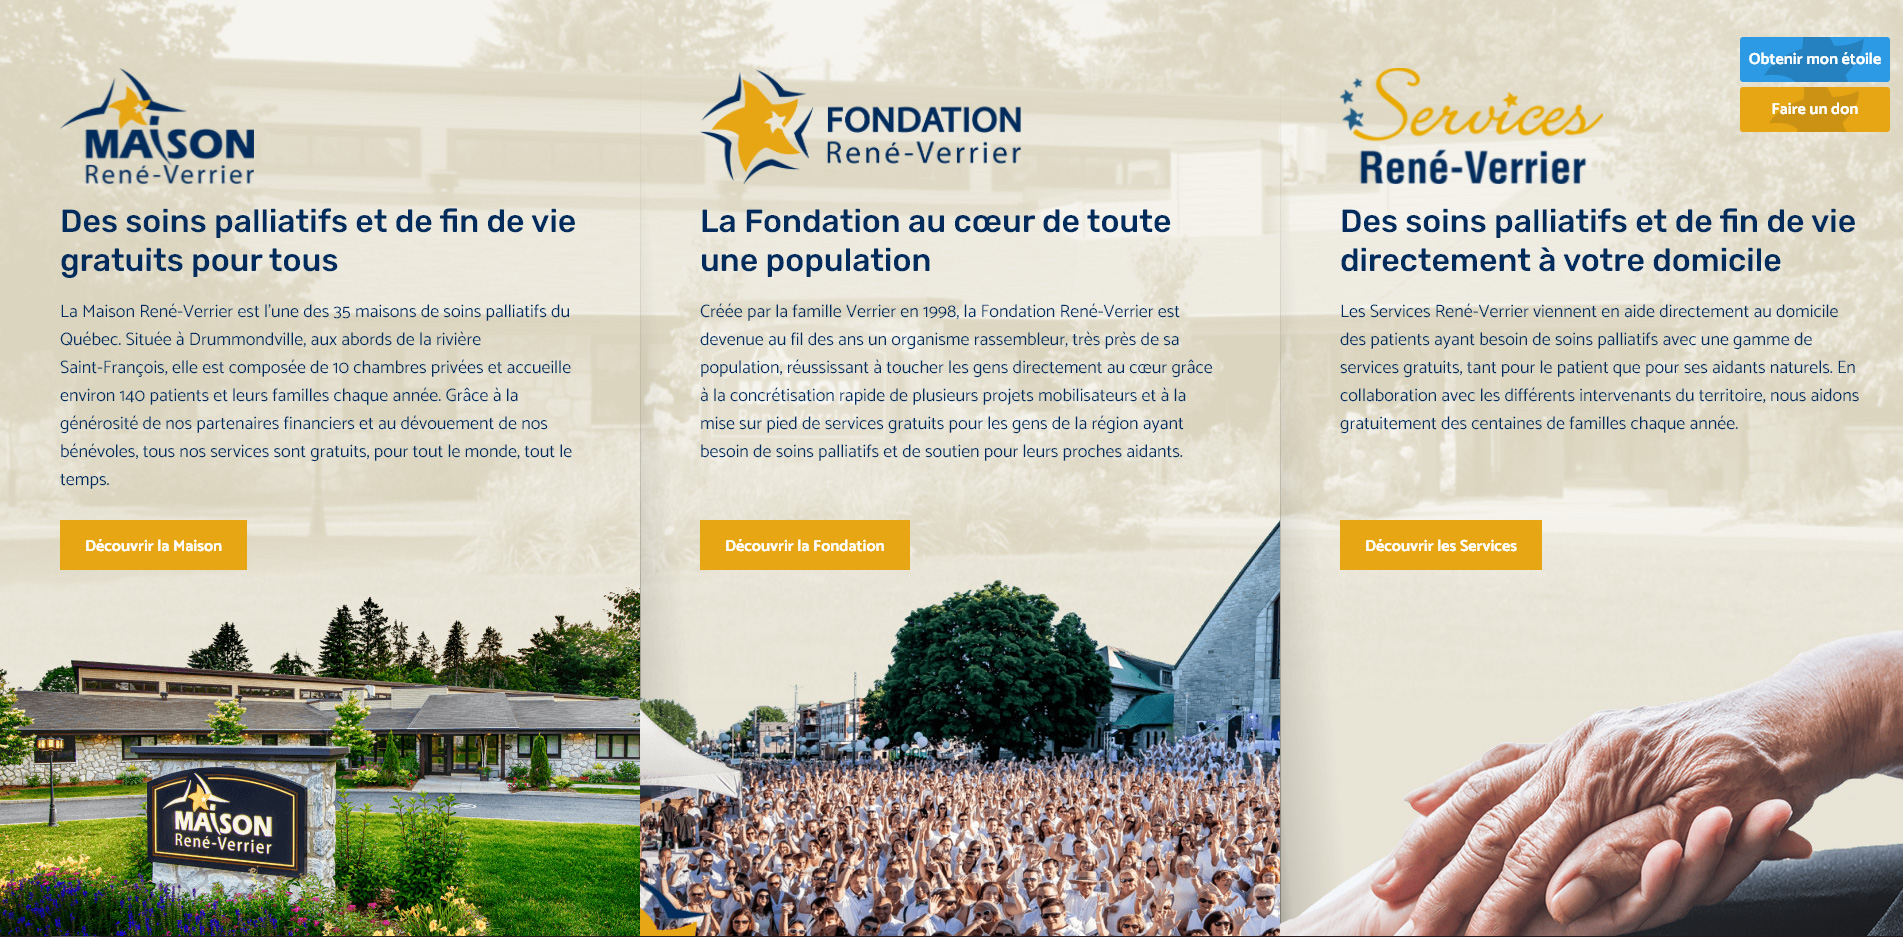 Obtenir mon étoile
Faire un don
MAiSON
René-Verrier
Des soins palliatifs et de fin de vie
gratuits pour tous
La Maison René-Verrier est l'une des 35 maisons de soins palliatifs du
Québec. Située à Drummondville, aux abords de la rivière
Saint-François, elle est composée de 10 chambres privées et accueille
environ 140 patients et leurs familles chaque année. Grâce à la
générosité de nos partenaires financiers et au dévouement de nos
bénévoles, tous nos services sont gratuits, pour tout le monde, tout le
temps.
Découvrir la Maison
MAiSON
René-Verrier
FONDATION
René-Verrier
La Fondation au cœur de toute
une population
Créée par la famille Verrier en 1998, la Fondation René-Verrier est
devenue au fil des ans un organisme rassembleur, très près de sa
population, réussissant à toucher les gens directement au cœur grâce
à la concrétisation rapide de plusieurs projets mobilisateurs et à la
mise sur pied de services gratuits pour les gens de la région ayant
besoin de soins palliatifs et de soutien pour leurs proches aidants.
Découvrir la Fondation
MAiSON
René-Verrier
Services
René-Verrier
Des soins palliatifs et de fin de vie
directement à votre domicile
Les Services René-Verrier viennent en aide directement au domicile
des patients ayant besoin de soins palliatifs avec une gamme de
services gratuits, tant pour le patient que pour ses aidants naturels. En
collaboration avec les différents intervenants du territoire, nous aidons
gratuitement des centaines de familles chaque année.
Découvrir les Services